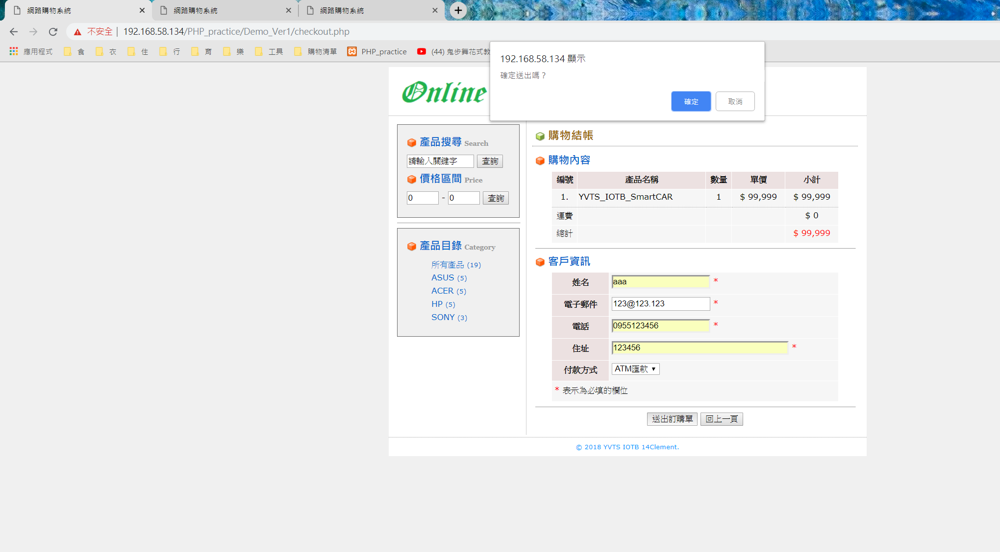 網路購物系統
網路購物系統
網路購物系統
不安全 192.168.58.134/PHP_practice/Demo_Ver1/checkout.php
應用程式 食 衣 住 行 育 樂 工具 購物清單 PHP_practice (44) 鬼步舞花式教
192.168.58.134 顯示
確定送出嗎？
確定 取消
Online
產品搜尋 Search
請輸入關鍵字 查詢
價格區間 Price
0 - 0 查詢
產品目錄 Category
所有產品 (19)
ASUS (5)
ACER (5)
HP (5)
SONY (3)
購物結帳
購物內容
編號 產品名稱 數量 單價 小計
1. YVTS_IOTB_SmartCAR 1 $ 99,999 $ 99,999
運費 $ 0
總計 $ 99,999
客戶資訊
姓名 aaa *
電子郵件 123@123.123 *
電話 0955123456 *
住址 123456 *
付款方式 ATM匯款
* 表示為必填的欄位
送出訂購單 回上一頁
© 2018 YVTS IOTB 14Clement.